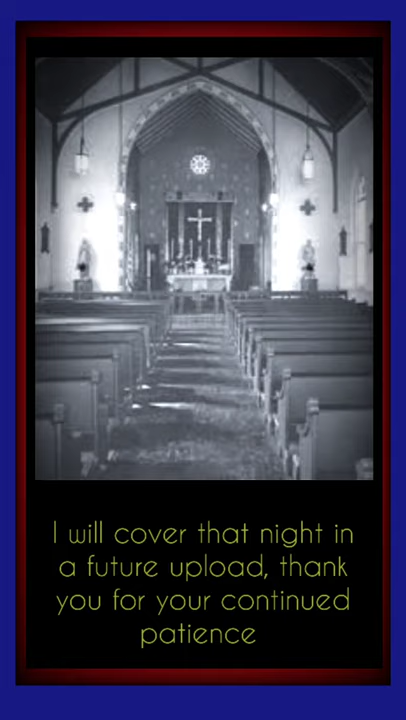 I will cover that night in
a future upload, thank
you for your continued
patience